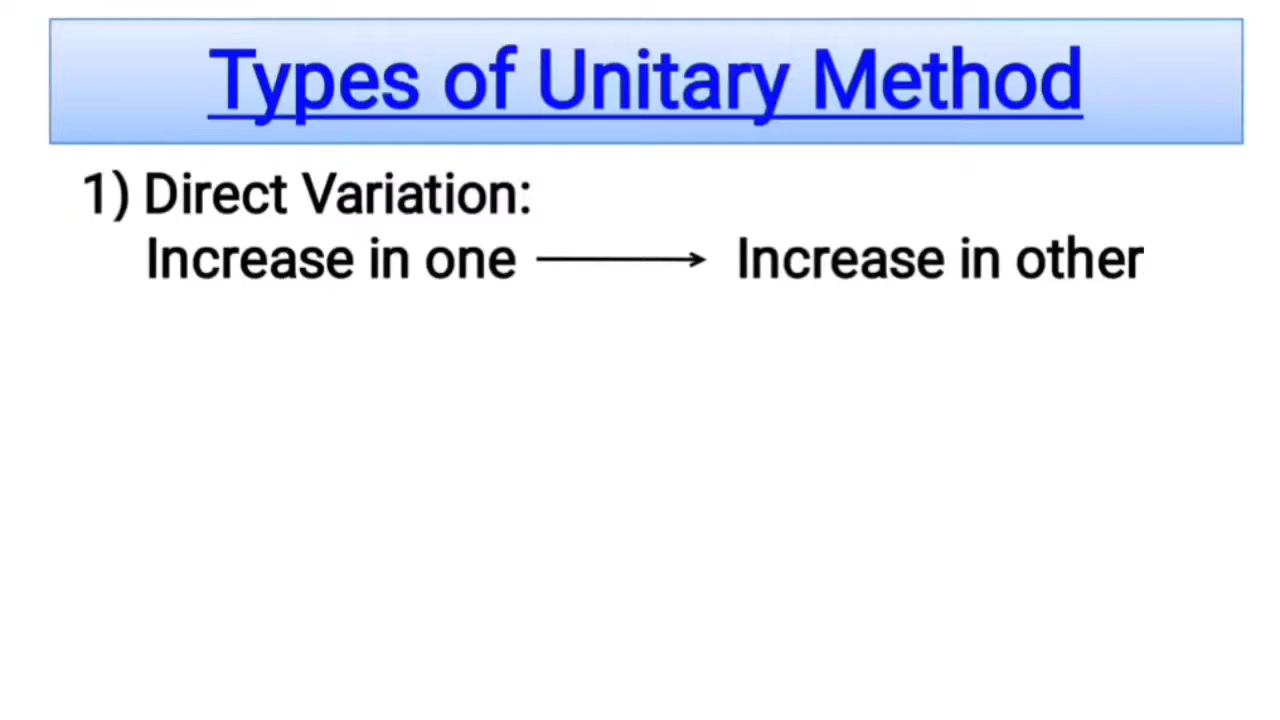 Types of Unitary Method
1) Direct Variation:
Increase in one → Increase in other